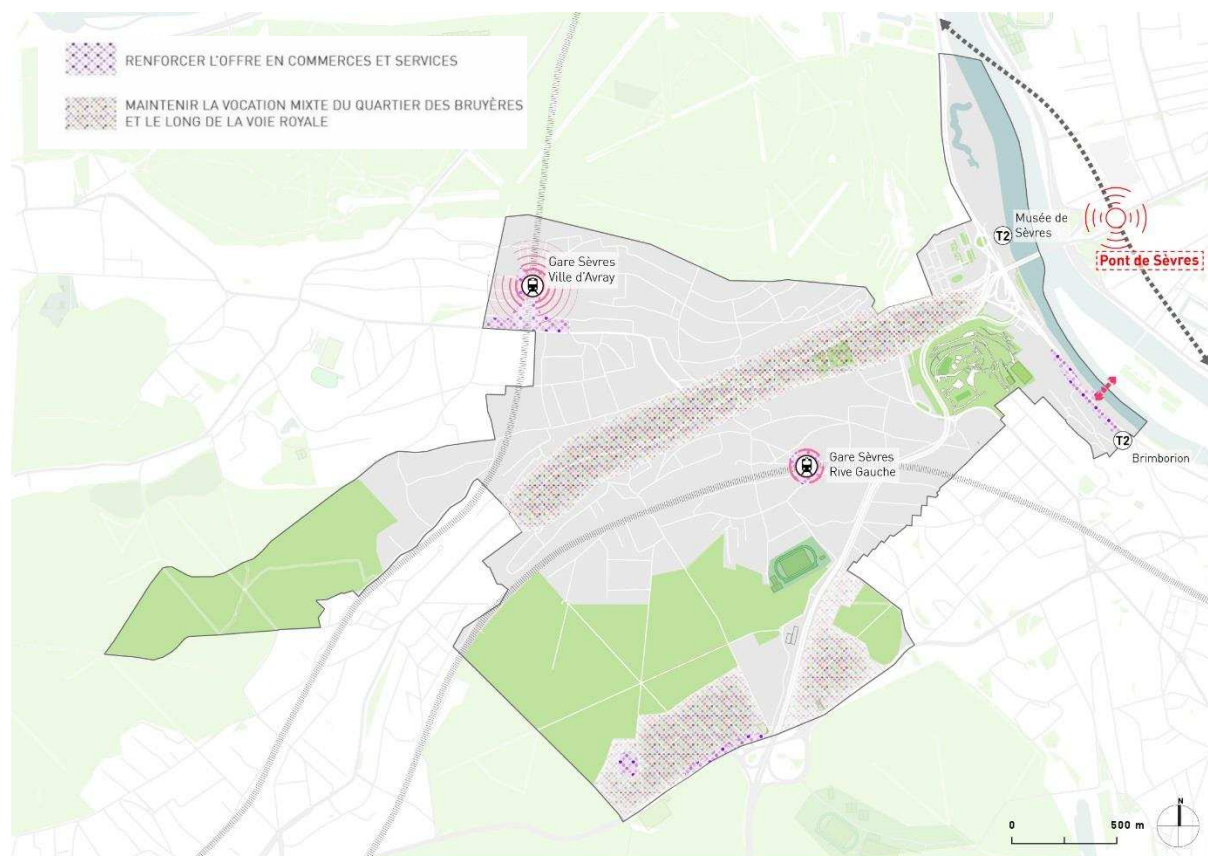 RENFORCER L'OFFRE EN COMMERCES ET SERVICES
MAINTENIR LA VOCATION MIXTE DU QUARTIER DES BRUYÈRES
ET LE LONG DE LA VOIE ROYALE
Musée de
Sèvres
T2
Pont de Sèvres
Gare Sèvres
Ville d'Avray
Gare Sèvres
Rive Gauche
T2
Brimborion
N
0
500 m